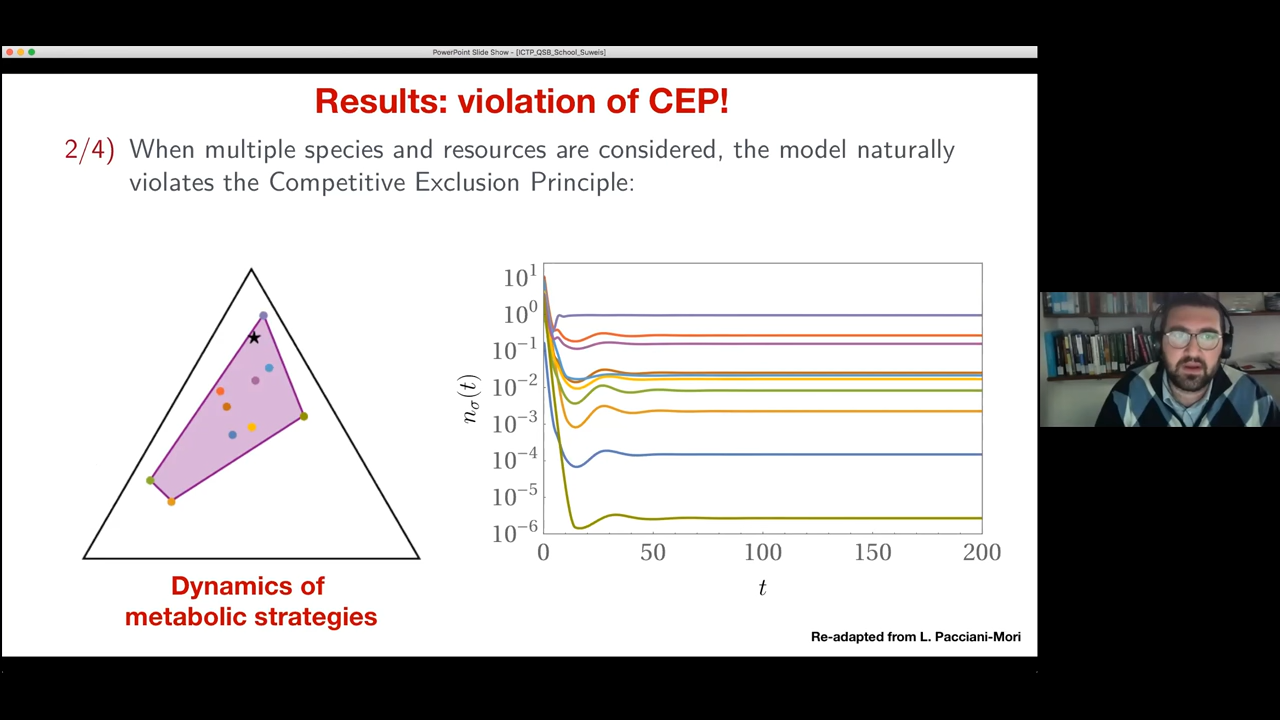 PowerPoint Slide Show - [ICTP_QSB_School_Suweis]
Results: violation of CEP!
2/4) When multiple species and resources are considered, the model naturally
violates the Competitive Exclusion Principle:
10^1
10^0
10^-1
10^-2
10^-3
10^-4
10^-5
10^-6
n_σ(t)
0 50 100 150 200
t
Dynamics of
metabolic strategies
Re-adapted from L. Pacciani-Mori